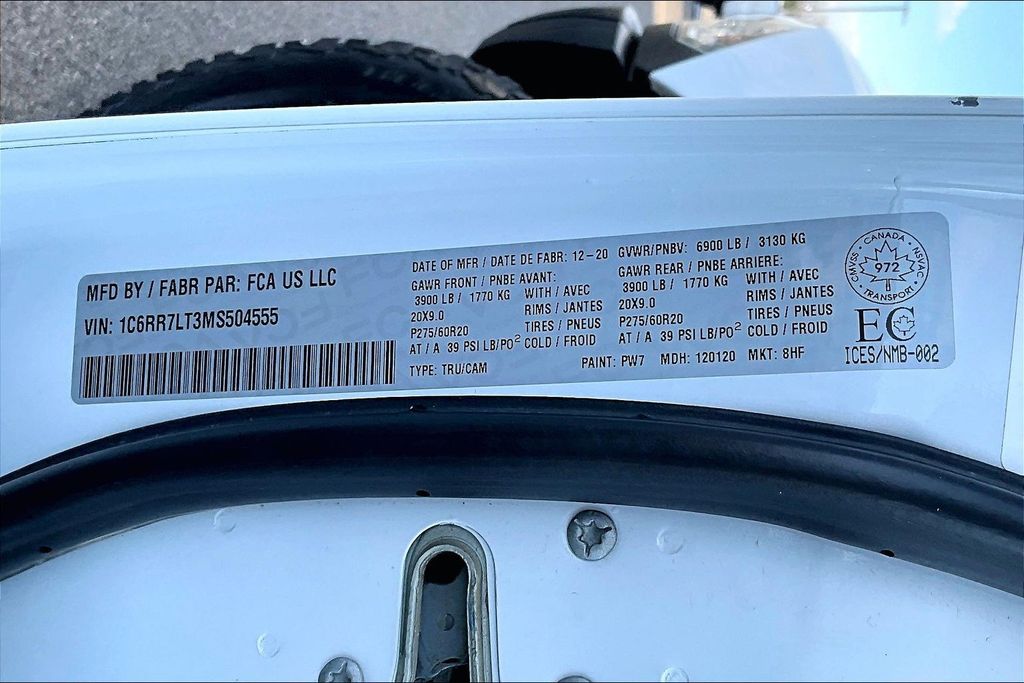 MFD BY / FABR PAR: FCA US LLC
VIN: 1C6RR7LT3MS504555
DATE OF MFR / DATE DE FABR: 12-20 GVWR/PNBV: 6900 LB / 3130 KG
GAWR FRONT / PNBE AVANT:
3900 LB / 1770 KG WITH / AVEC
20X9.0 RIMS / JANTES
P275/60R20 TIRES / PNEUS
AT / A 39 PSI LB/PO² COLD / FROID
GAWR REAR / PNBE ARRIERE:
3900 LB / 1770 KG WITH / AVEC
20X9.0 RIMS / JANTES
P275/60R20 TIRES / PNEUS
AT / A 39 PSI LB/PO² COLD / FROID
TYPE: TRU/CAM PAINT: PW7 MDH: 120120 MKT: 8HF
CANADA
CMVSS • NSVAC
972
TRANSPORT
EC
ICES/NMB-002